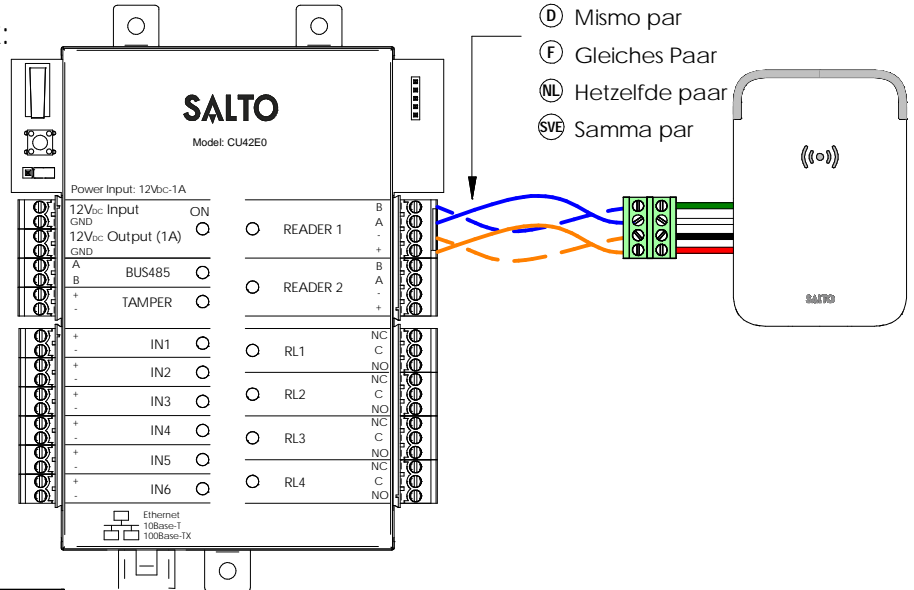 :
D Mismo par
F Gleiches Paar
NL Hetzelfde paar
SVE Samma par
SALTO
Model: CU42E0
Power Input: 12VDC-1A
12VDC Input ON
GND
12VDC Output (1A)
GND
A
B
BUS485
+
-
TAMPER
+
-
IN1
+
-
IN2
+
-
IN3
+
-
IN4
+
-
IN5
+
-
IN6
READER 1
B
A
-
+
READER 2
B
A
-
+
RL1
NC
C
NO
RL2
NC
C
NO
RL3
NC
C
NO
RL4
NC
C
NO
Ethernet
10Base-T
100Base-TX
SALTO